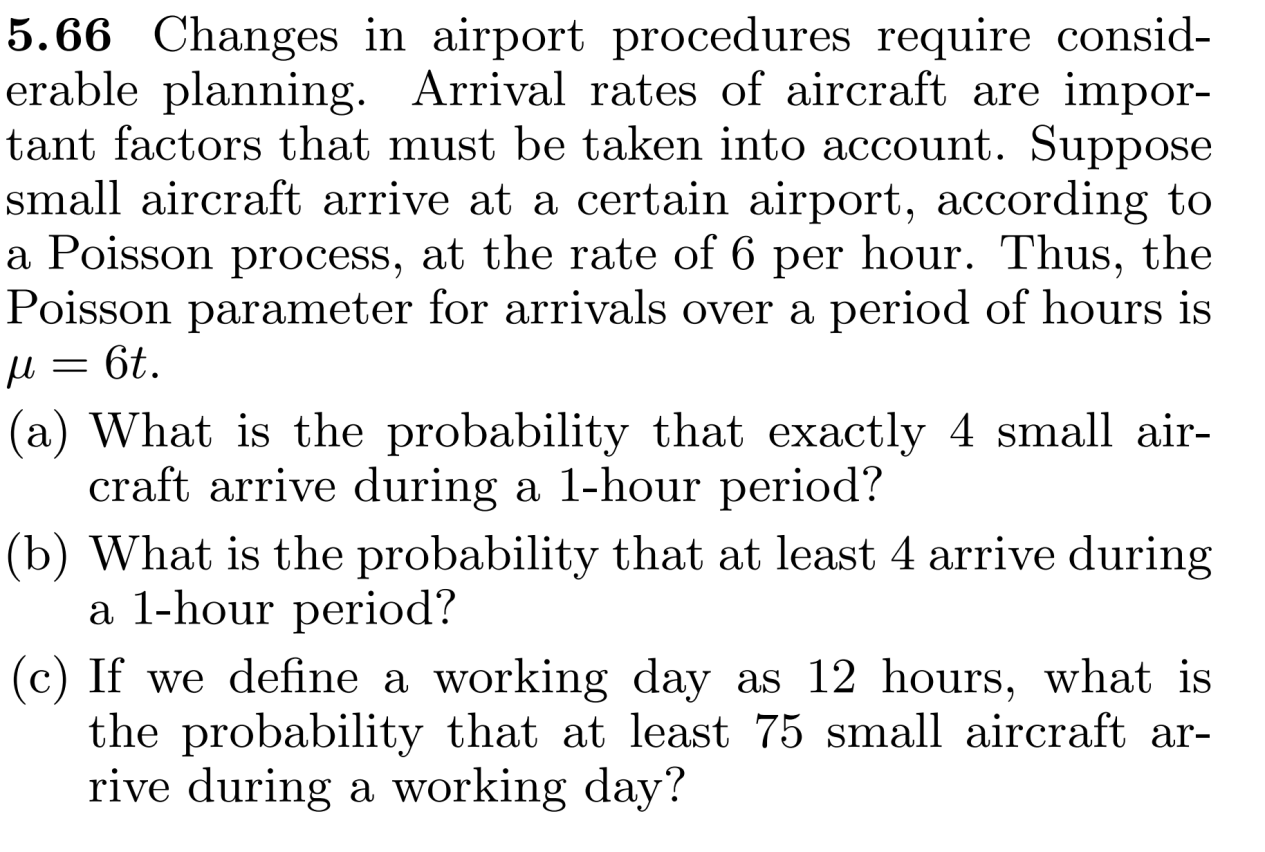 5.66 Changes in airport procedures require consid-
erable planning. Arrival rates of aircraft are impor-
tant factors that must be taken into account. Suppose
small aircraft arrive at a certain airport, according to
a Poisson process, at the rate of 6 per hour. Thus, the
Poisson parameter for arrivals over a period of hours is
μ = 6t.
(a) What is the probability that exactly 4 small air-
craft arrive during a 1-hour period?
(b) What is the probability that at least 4 arrive during
a 1-hour period?
(c) If we define a working day as 12 hours, what is
the probability that at least 75 small aircraft ar-
rive during a working day?